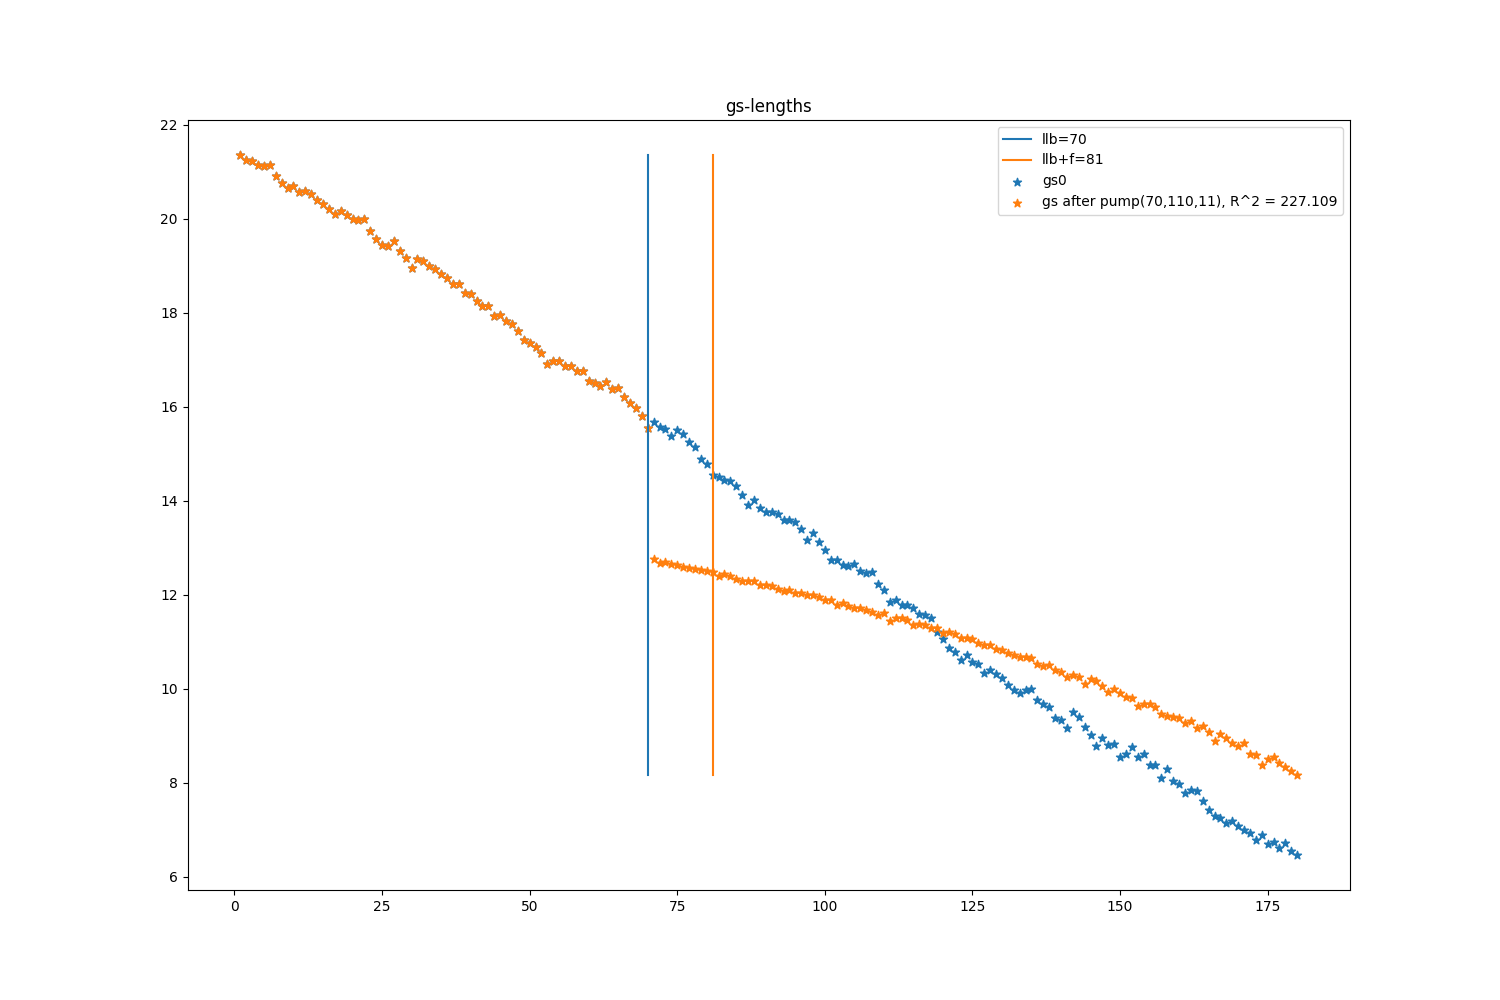 gs-lengths
22
20
18
16
14
12
10
8
6
0 25 50 75 100 125 150 175
llb=70
llb+f=81
gs0
gs after pump(70,110,11), R^2 = 227.109